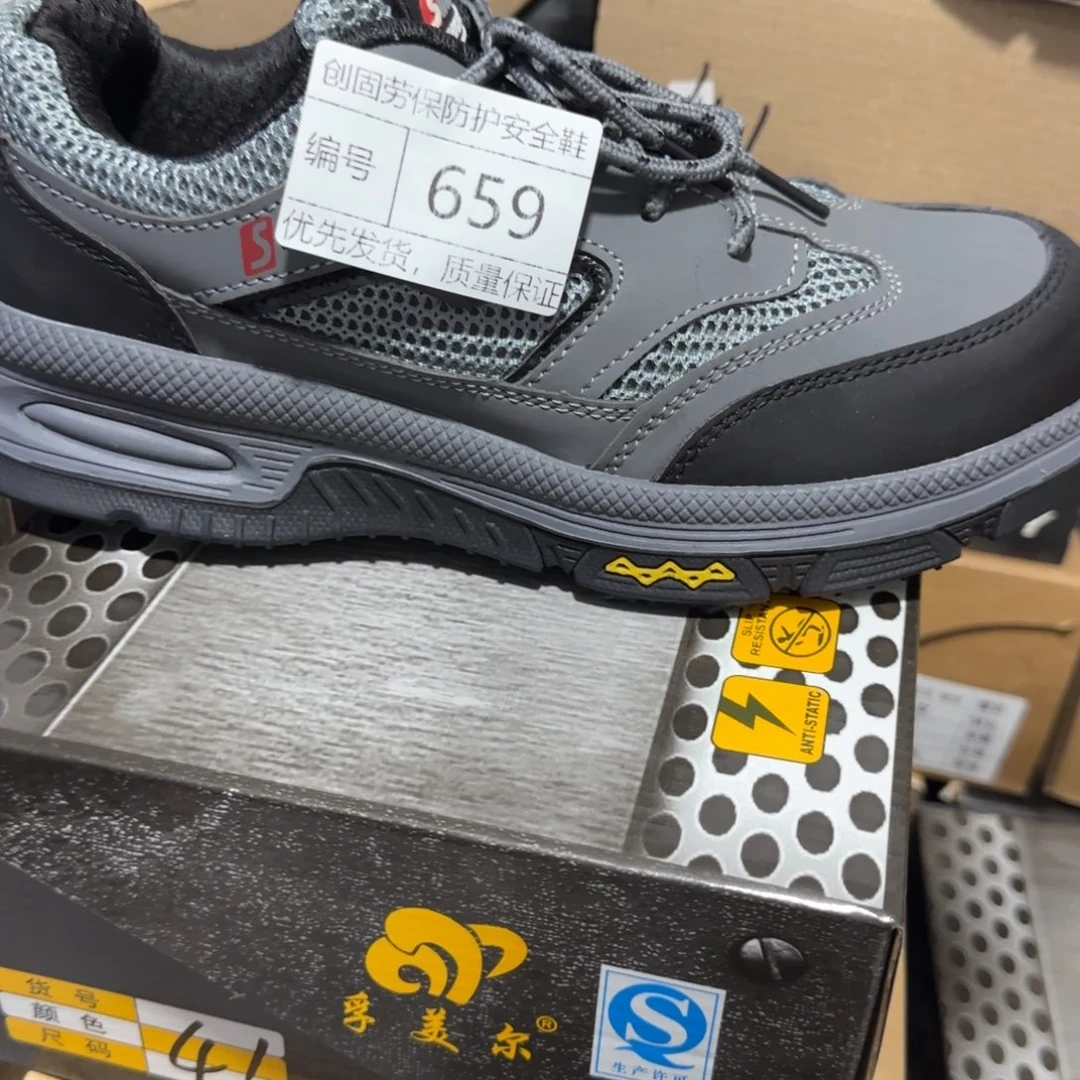 创固劳保防护安全鞋
编号
659
优先发货，质量保证
S
SLIP
RESISTANT
ANTI-STATIC
孚美尔®
生产许可
货号
颜色
尺码
41